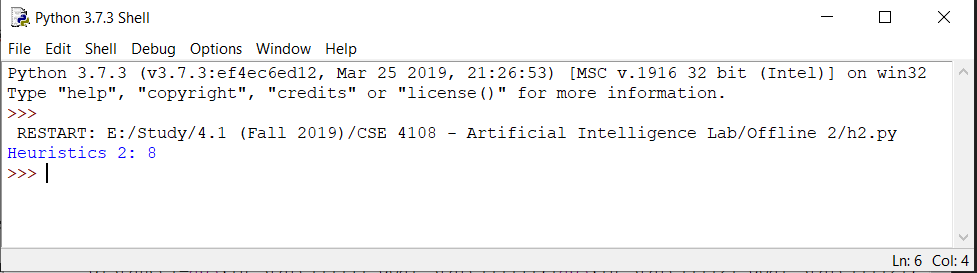 Python 3.7.3 Shell
File Edit Shell Debug Options Window Help
Python 3.7.3 (v3.7.3:ef4ec6ed12, Mar 25 2019, 21:26:53) [MSC v.1916 32 bit (Intel)] on win32
Type "help", "copyright", "credits" or "license()" for more information.
>>>
RESTART: E:/Study/4.1 (Fall 2019)/CSE 4108 - Artificial Intelligence Lab/Offline 2/h2.py
Heuristics 2: 8
>>>
Ln: 6 Col: 4